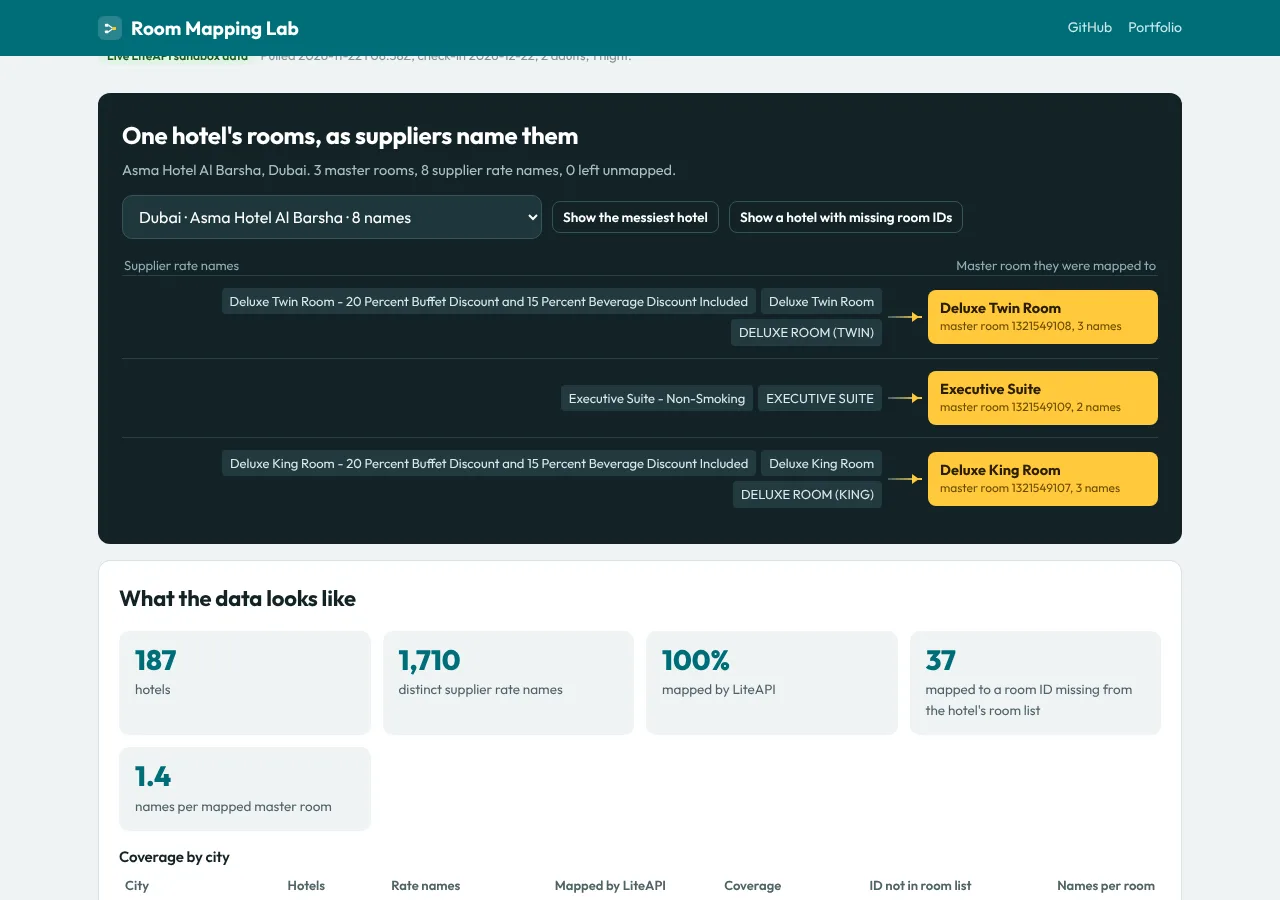 Room Mapping Lab
GitHub
Portfolio
One hotel's rooms, as suppliers name them
Asma Hotel Al Barsha, Dubai. 3 master rooms, 8 supplier rate names, 0 left unmapped.
Dubai · Asma Hotel Al Barsha · 8 names
Show the messiest hotel
Show a hotel with missing room IDs
Supplier rate names
Master room they were mapped to
Deluxe Twin Room - 20 Percent Buffet Discount and 15 Percent Beverage Discount Included
Deluxe Twin Room
DELUXE ROOM (TWIN)
Deluxe Twin Room
master room 1321549108, 3 names
Executive Suite - Non-Smoking
EXECUTIVE SUITE
Executive Suite
master room 1321549109, 2 names
Deluxe King Room - 20 Percent Buffet Discount and 15 Percent Beverage Discount Included
Deluxe King Room
DELUXE ROOM (KING)
Deluxe King Room
master room 1321549107, 3 names
What the data looks like
187
hotels
1,710
distinct supplier rate names
100%
mapped by LiteAPI
37
mapped to a room ID missing from
the hotel's room list
1.4
names per mapped master room
Coverage by city
City
Hotels
Rate names
Mapped by LiteAPI
Coverage
ID not in room list
Names per room